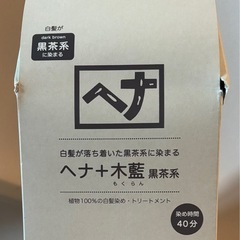 白髪が
dark brown
黒茶系
に染まる
ヘナ
白髪が落ち着いた黒茶系に染まる
ヘナ+木藍 黒茶系
もくらん
植物100%の白髪染め・トリートメント
染め時間
40分